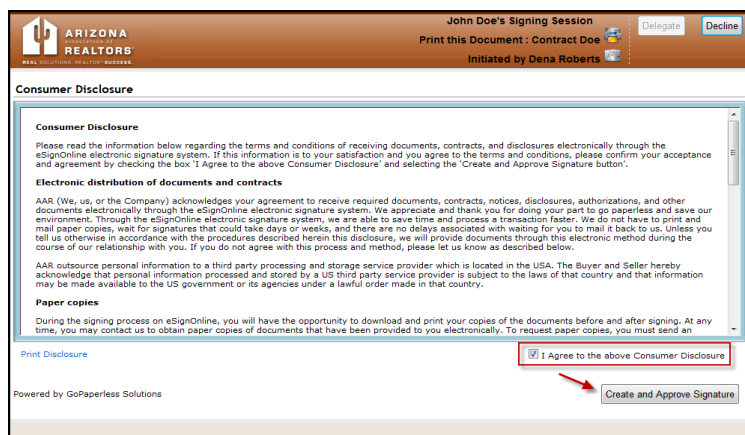 ARIZONA
association of
REALTORS®
REAL SOLUTIONS. REALTOR® SUCCESS.
John Doe's Signing Session
Print this Document : Contract Doe
Initiated by Dena Roberts
Delegate
Decline
Consumer Disclosure
Consumer Disclosure
Please read the information below regarding the terms and conditions of receiving documents, contracts, and disclosures electronically through the
eSignOnline electronic signature system. If this information is to your satisfaction and you agree to the terms and conditions, please confirm your acceptance
and agreement by checking the box 'I Agree to the above Consumer Disclosure' and selecting the 'Create and Approve Signature button'.
Electronic distribution of documents and contracts
AAR (We, us, or the Company) acknowledges your agreement to receive required documents, contracts, notices, disclosures, authorizations, and other
documents electronically through the eSignOnline electronic signature system. We appreciate and thank you for doing your part to go paperless and save our
environment. Through the eSignOnline electronic signature system, we are able to save time and process a transaction faster. We do not have to print and
mail paper copies, wait for signatures that could take days or weeks, and there are no delays associated with waiting for you to mail it back to us. Unless you
tell us otherwise in accordance with the procedures described herein this disclosure, we will provide documents through this electronic method during the
course of our relationship with you. If you do not agree with this process and method, please let us know as described below.
AAR outsource personal information to a third party processing and storage service provider which is located in the USA. The Buyer and Seller hereby
acknowledge that personal information processed and stored by a US third party service provider is subject to the laws of that country and that information
may be made available to the US government or its agencies under a lawful order made in that country.
Paper copies
During the signing process on eSignOnline, you will have the opportunity to download and print your copies of the documents before and after signing. At any
time, you may contact us to obtain paper copies of documents that have been provided to you electronically. To request paper copies, you must send an
Print Disclosure
I Agree to the above Consumer Disclosure
Powered by GoPaperless Solutions
Create and Approve Signature